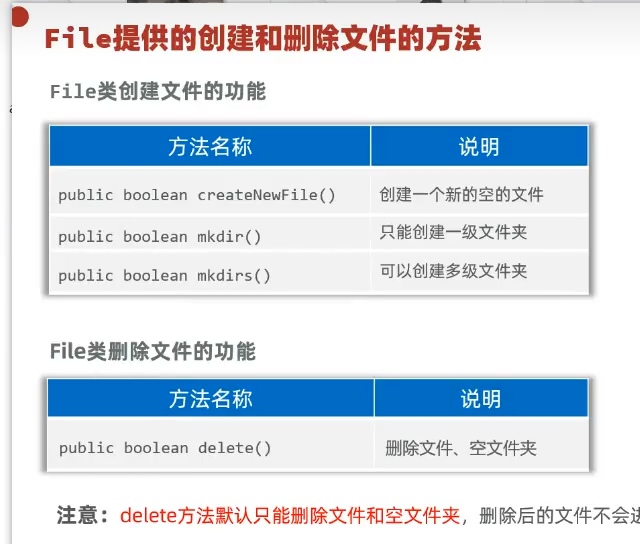 File提供的创建和删除文件的方法
File类创建文件的功能
方法名称 说明
public boolean createNewFile() 创建一个新的空的文件
public boolean mkdir() 只能创建一级文件夹
public boolean mkdirs() 可以创建多级文件夹
File类删除文件的功能
方法名称 说明
public boolean delete() 删除文件、空文件夹
注意：delete方法默认只能删除文件和空文件夹，删除后的文件不会